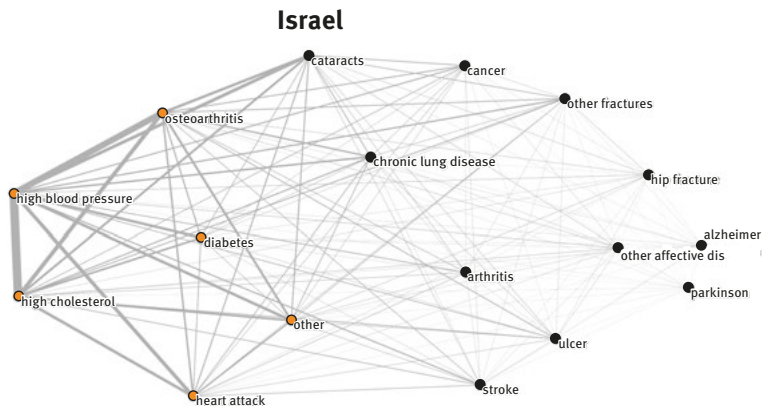 Israel
cataracts
cancer
other fractures
osteoarthritis
chronic lung disease
hip fracture
high blood pressure
alzheimer
diabetes
other affective dis
arthritis
parkinson
high cholesterol
other
ulcer
stroke
heart attack